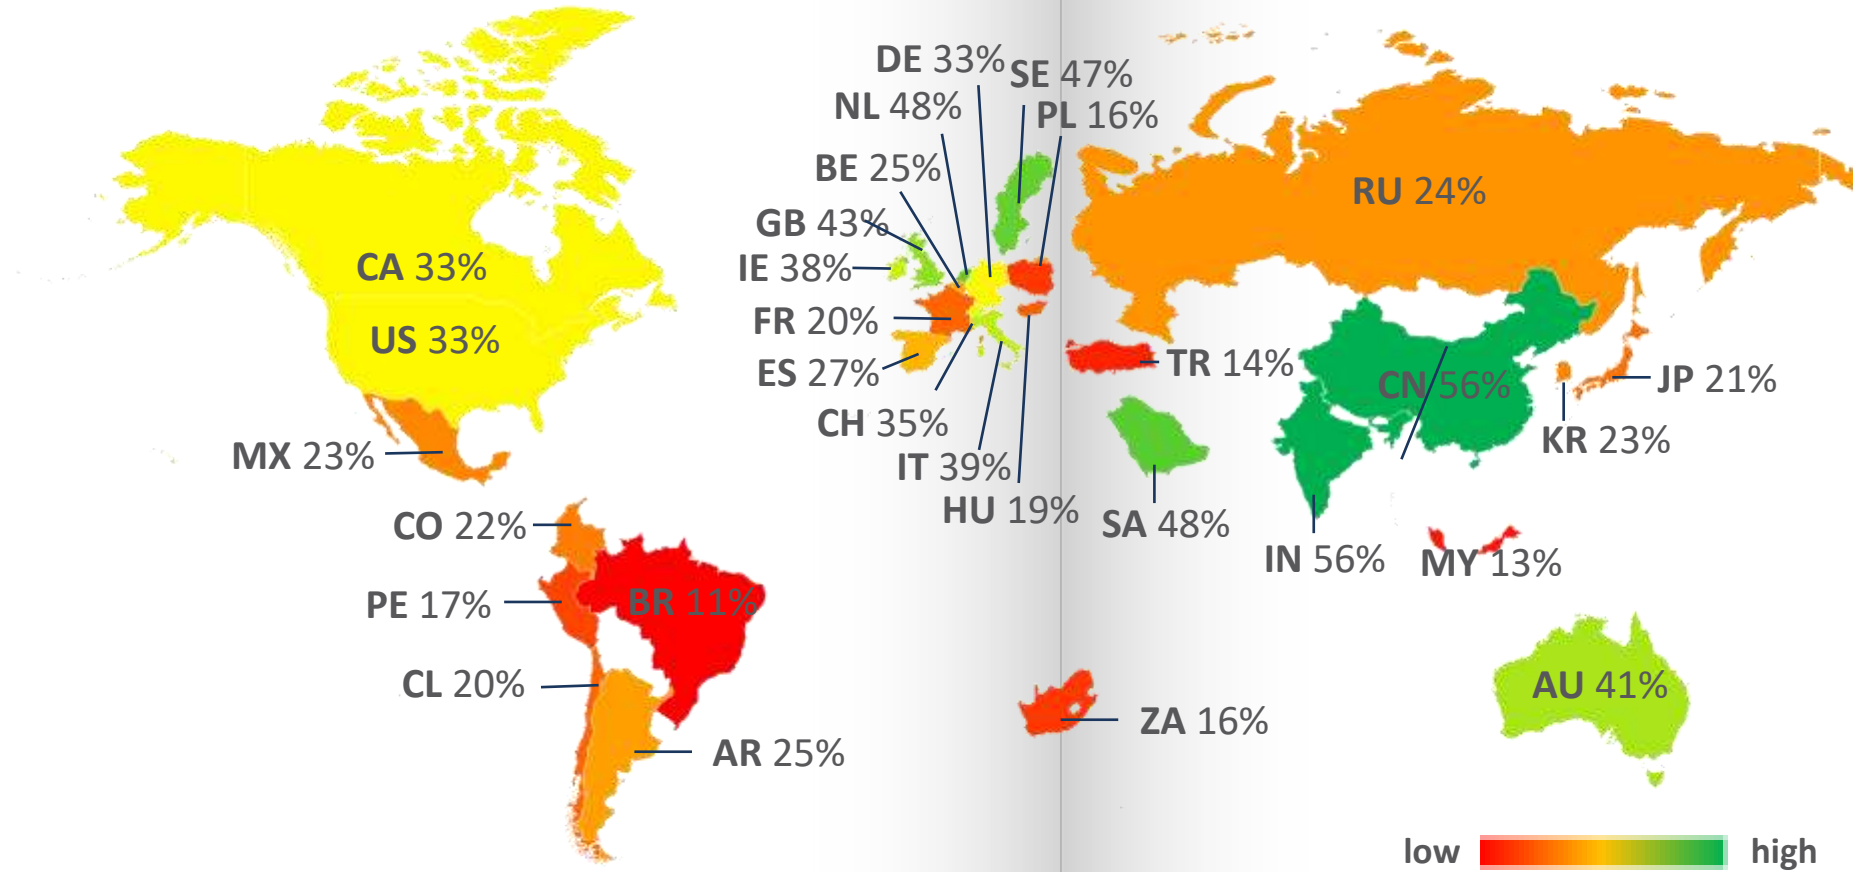 DE 33%
SE 47%
NL 48%
PL 16%
BE 25%
RU 24%
GB 43%
CA 33%
IE 38%
FR 20%
US 33%
ES 27%
TR 14%
CN 56%
JP 21%
CH 35%
MX 23%
KR 23%
IT 39%
HU 19%
SA 48%
CO 22%
IN 56%
MY 13%
PE 17%
BR 11%
CL 20%
AU 41%
ZA 16%
AR 25%
low
high